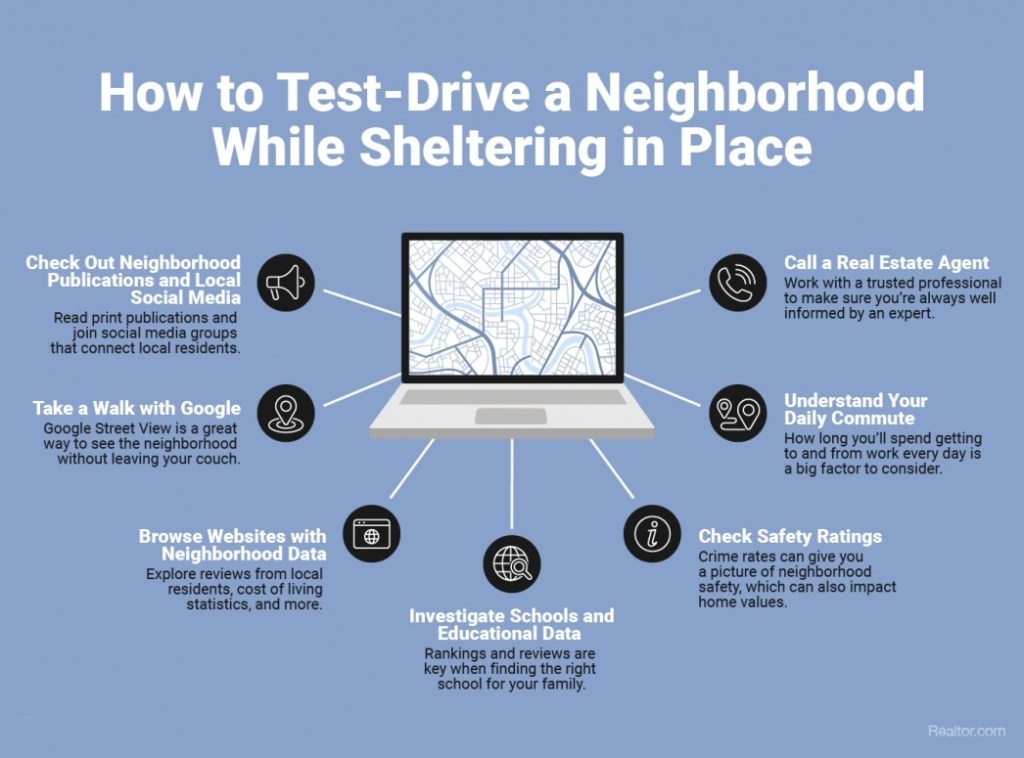 How to Test-Drive a Neighborhood
While Sheltering in Place
Check Out Neighborhood
Publications and Local
Social Media
Read print publications and
join social media groups
that connect local residents.
Take a Walk with Google
Google Street View is a great
way to see the neighborhood
without leaving your couch.
Browse Websites with
Neighborhood Data
Explore reviews from local
residents, cost of living
statistics, and more.
Investigate Schools and
Educational Data
Rankings and reviews are
key when finding the right
school for your family.
Check Safety Ratings
Crime rates can give you
a picture of neighborhood
safety, which can also impact
home values.
Understand Your
Daily Commute
How long you’ll spend getting
to and from work every day is
a big factor to consider.
Call a Real Estate Agent
Work with a trusted professional
to make sure you’re always well
informed by an expert.
Realtor.com